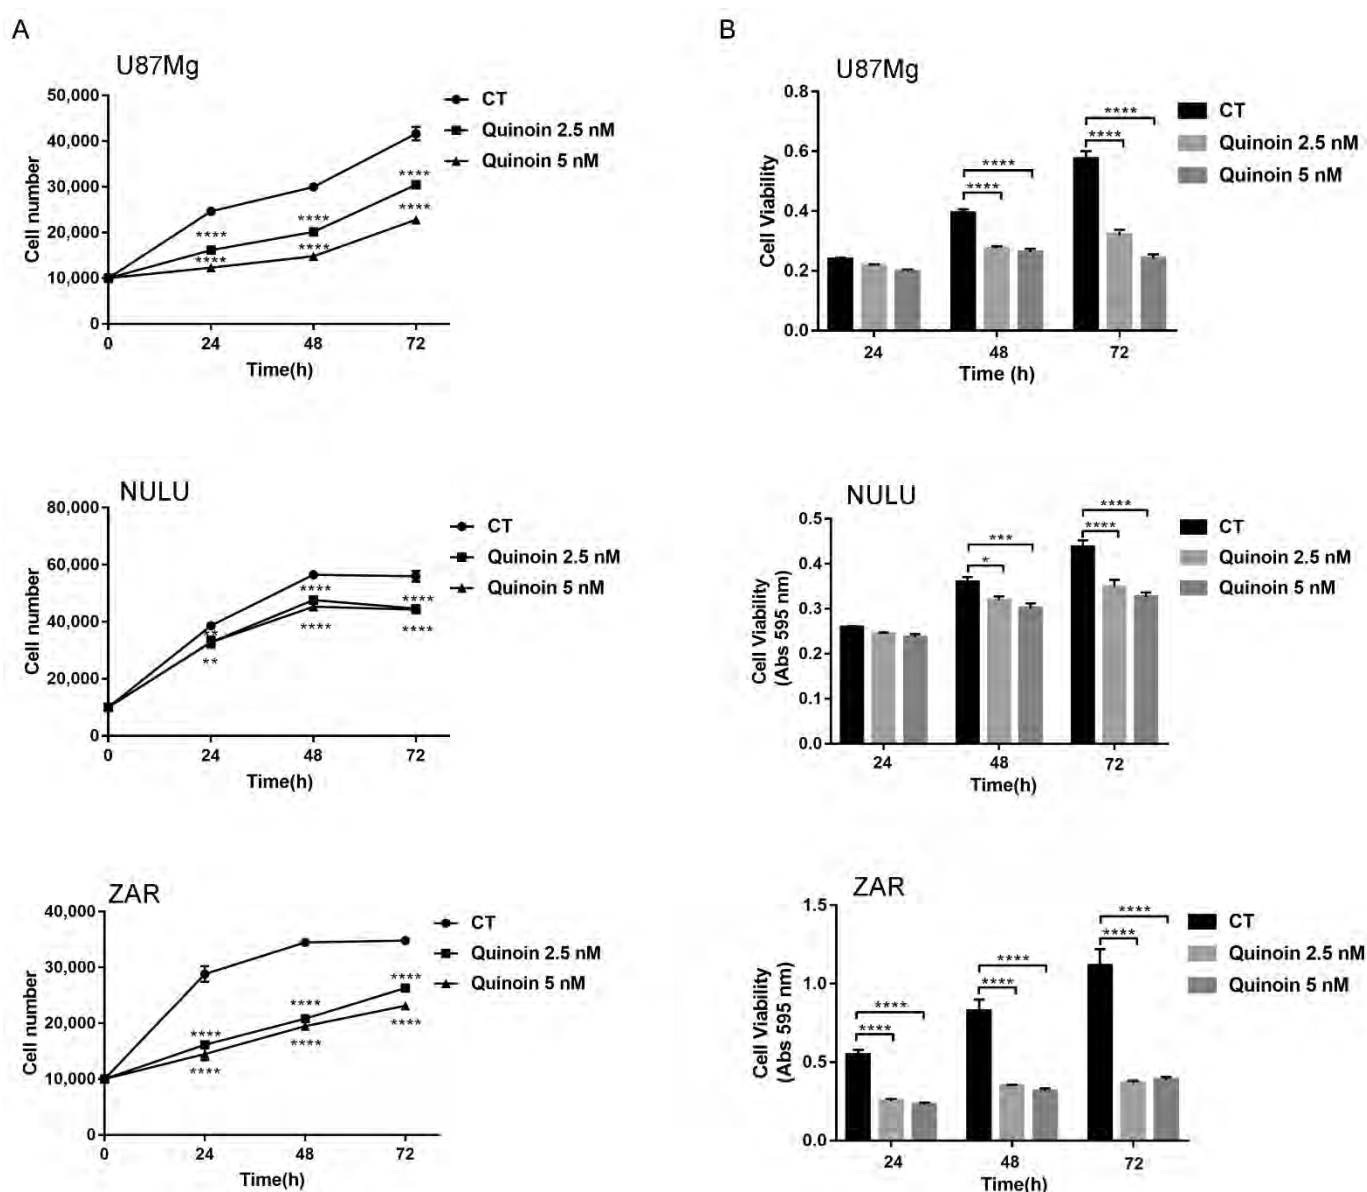 A
U87Mg
50,000
40,000
30,000
20,000
10,000
0
Cell number
****
****
****
****
****
****
0 24 48 72
Time(h)
CT
Quinoin 2.5 nM
Quinoin 5 nM
NULU
80,000
60,000
40,000
20,000
0
Cell number
**
**
****
****
****
****
0 24 48 72
Time(h)
CT
Quinoin 2.5 nM
Quinoin 5 nM
ZAR
40,000
30,000
20,000
10,000
0
Cell number
****
****
****
****
****
****
0 24 48 72
Time(h)
CT
Quinoin 2.5 nM
Quinoin 5 nM
B
U87Mg
0.8
0.6
0.4
0.2
0.0
Cell Viability
****
****
****
****
24 48 72
Time (h)
CT
Quinoin 2.5 nM
Quinoin 5 nM
NULU
0.5
0.4
0.3
0.2
0.1
0.0
Cell Viability
(Abs 595 nm)
***
*
****
****
24 48 72
Time(h)
CT
Quinoin 2.5 nM
Quinoin 5 nM
ZAR
1.5
1.0
0.5
0.0
Cell Viability
(Abs 595 nm)
****
****
****
****
****
****
24 48 72
Time(h)
CT
Quinoin 2.5 nM
Quinoin 5 nM